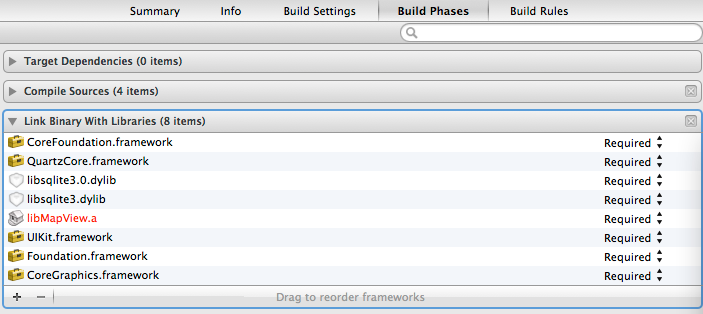 Summary Info Build Settings Build Phases Build Rules
Target Dependencies (0 items)
Compile Sources (4 items)
Link Binary With Libraries (8 items)
CoreFoundation.framework Required
QuartzCore.framework Required
libsqlite3.0.dylib Required
libsqlite3.dylib Required
libMapView.a Required
UIKit.framework Required
Foundation.framework Required
CoreGraphics.framework Required
+ − Drag to reorder frameworks